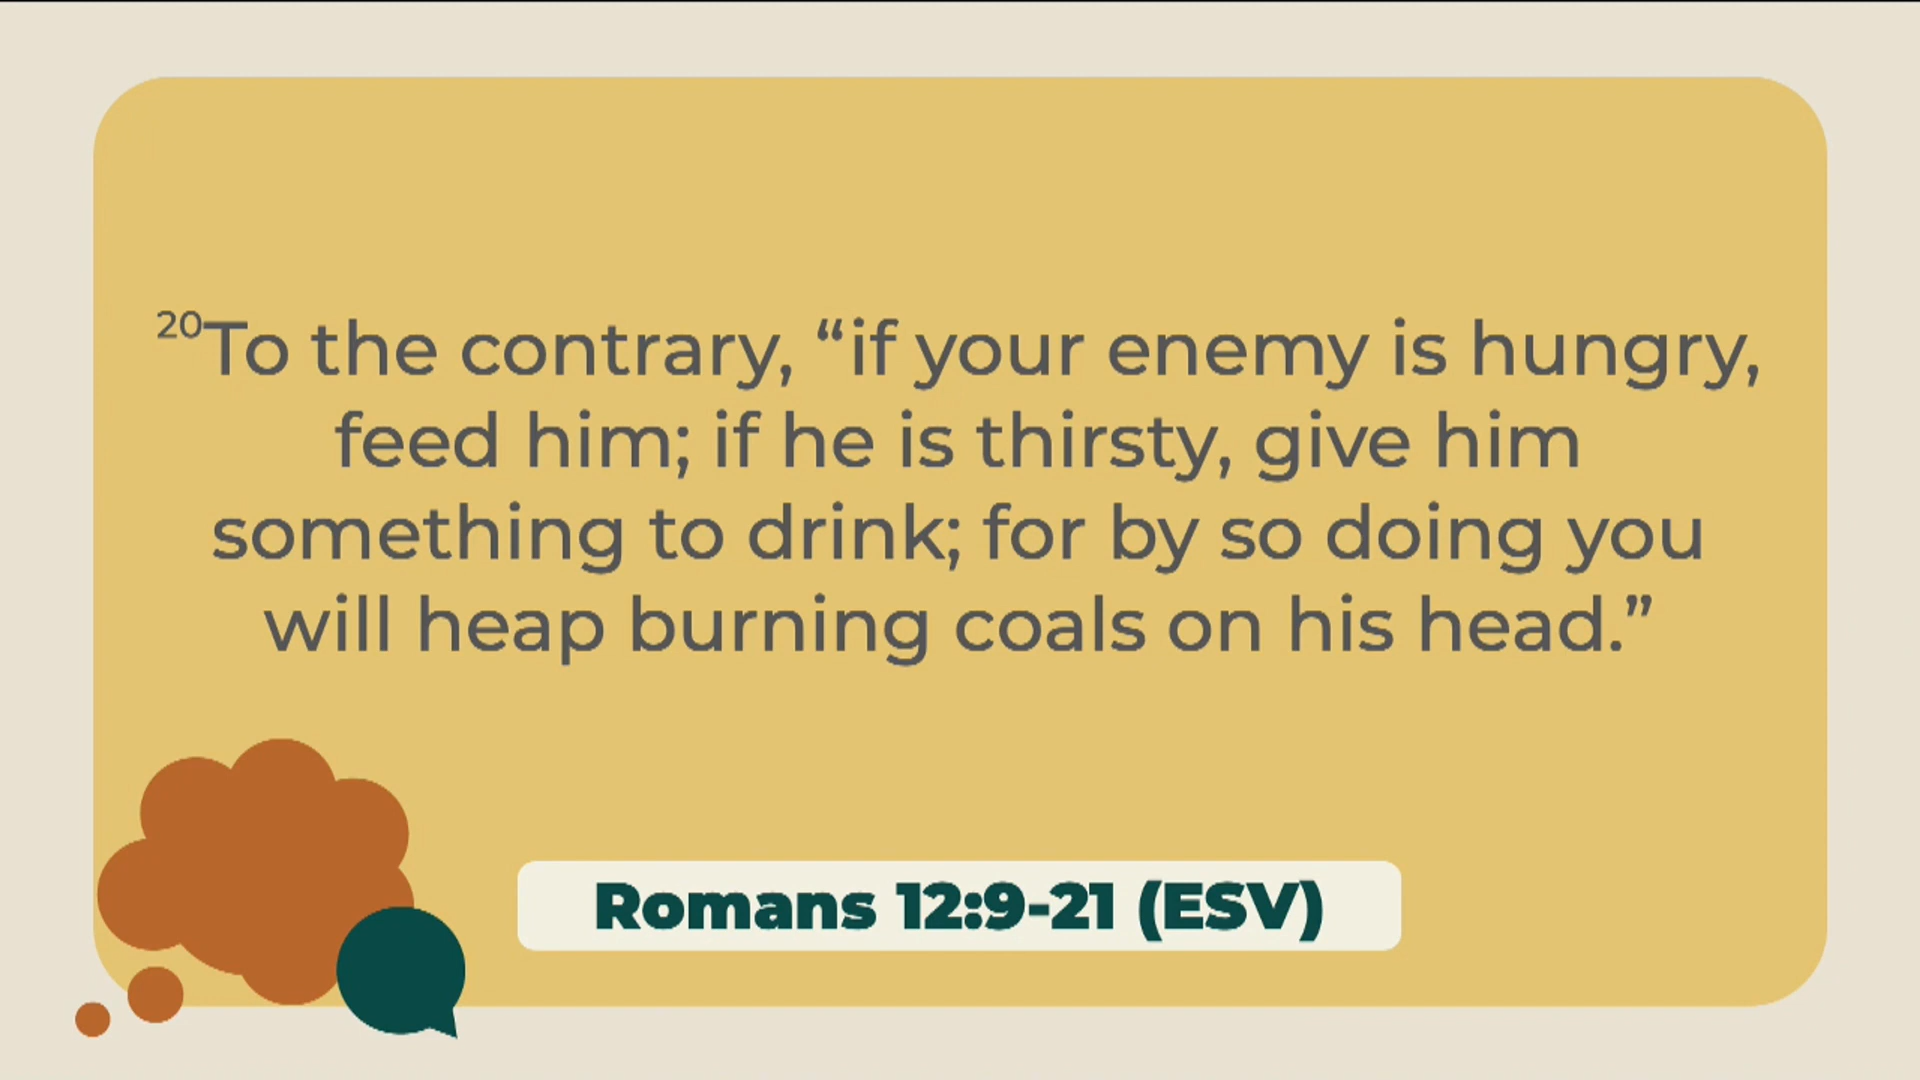 20To the contrary, “if your enemy is hungry,
feed him; if he is thirsty, give him
something to drink; for by so doing you
will heap burning coals on his head.”
Romans 12:9-21 (ESV)